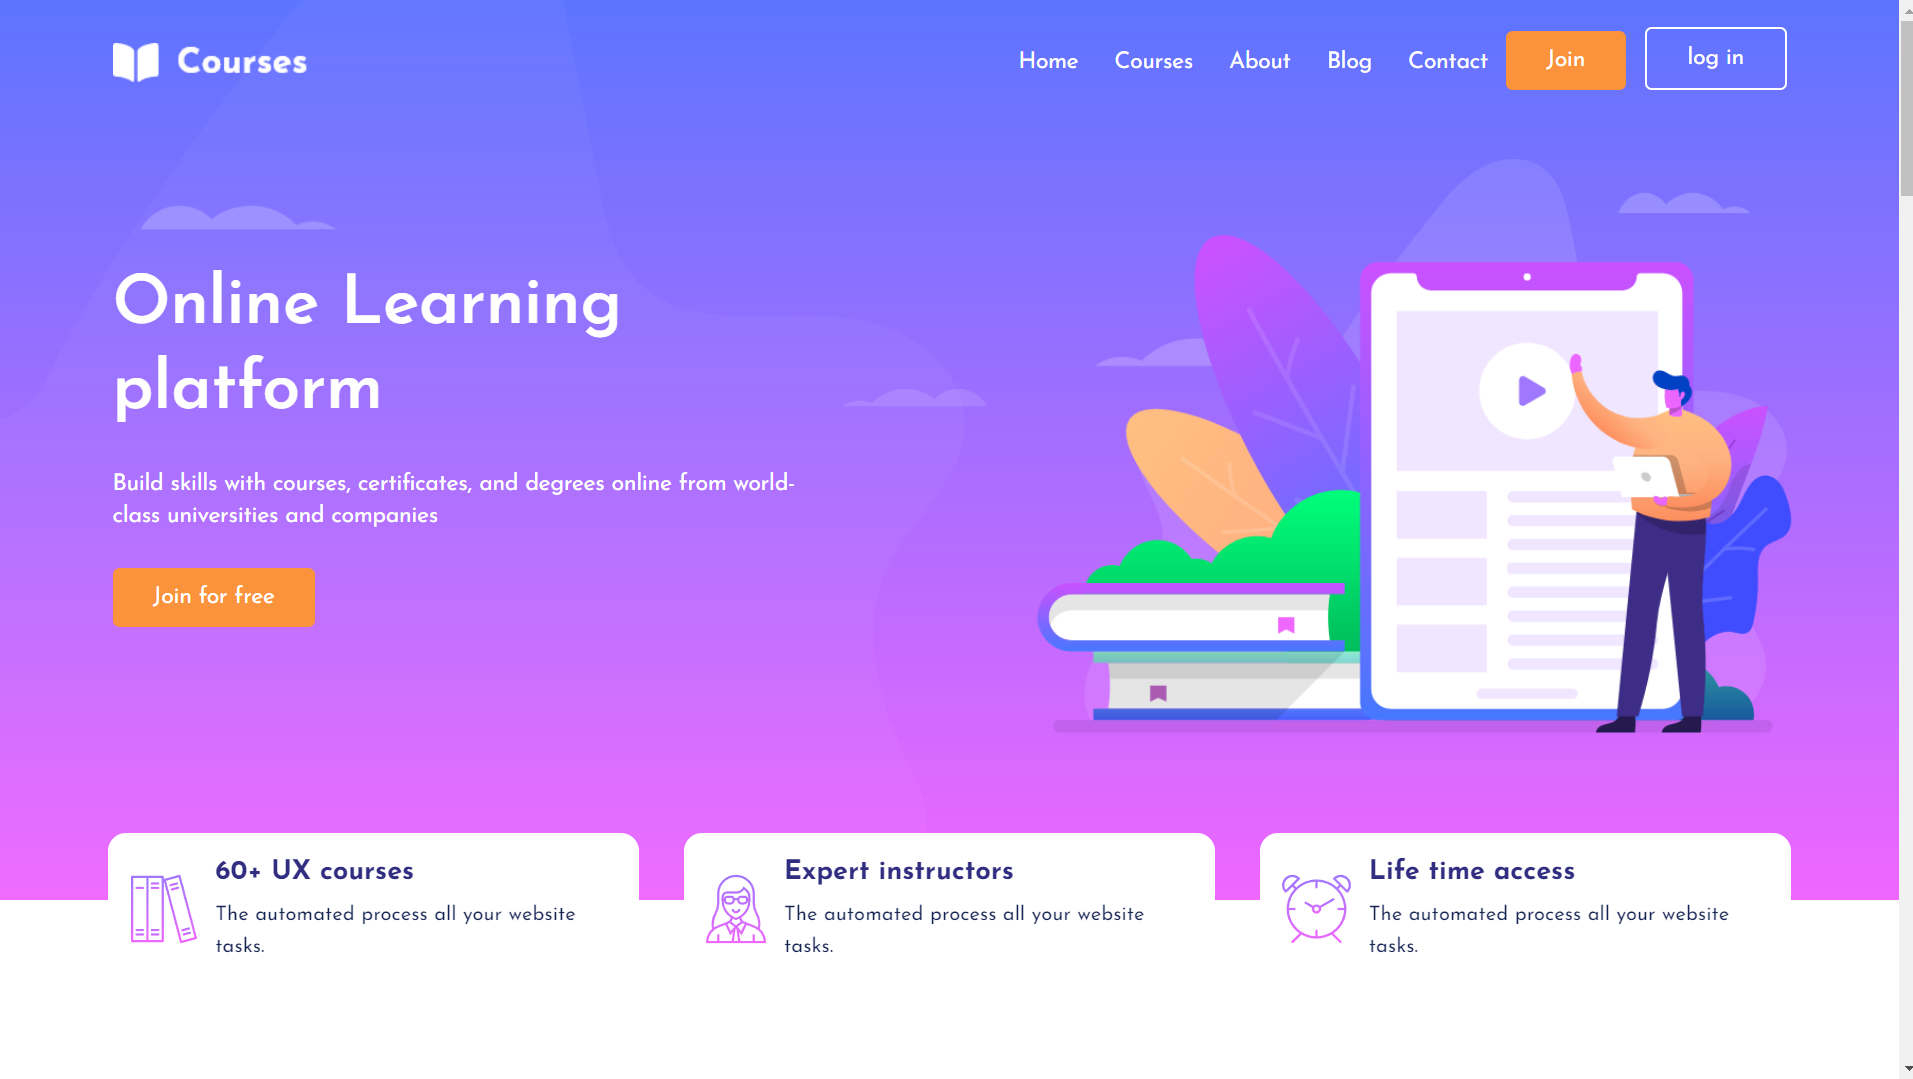 Courses
Home Courses About Blog Contact Join log in
Online Learning
platform
Build skills with courses, certificates, and degrees online from world-
class universities and companies
Join for free
60+ UX courses
The automated process all your website
tasks.
Expert instructors
The automated process all your website
tasks.
Life time access
The automated process all your website
tasks.